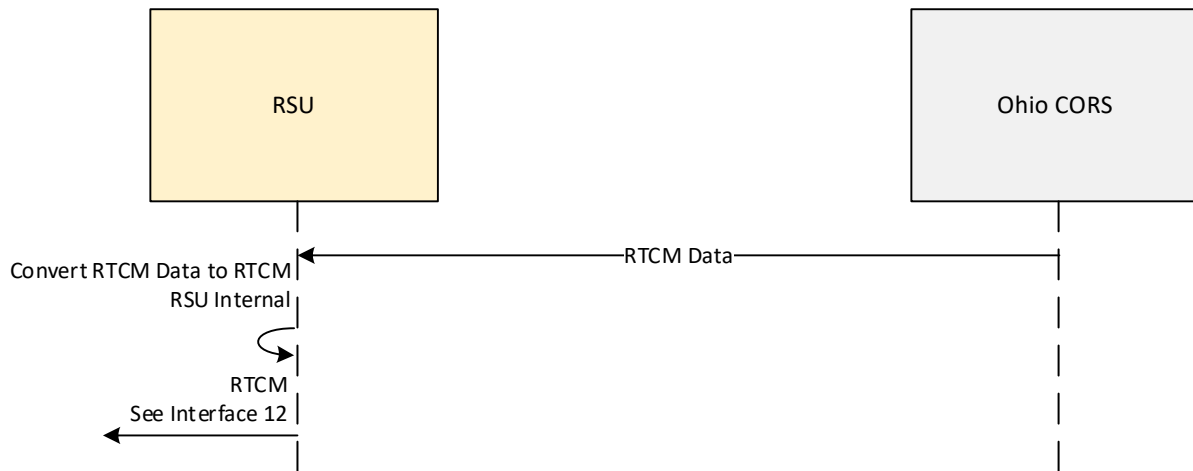 RSU
Ohio CORS
RTCM Data
Convert RTCM Data to RTCM
RSU Internal
RTCM
See Interface 12